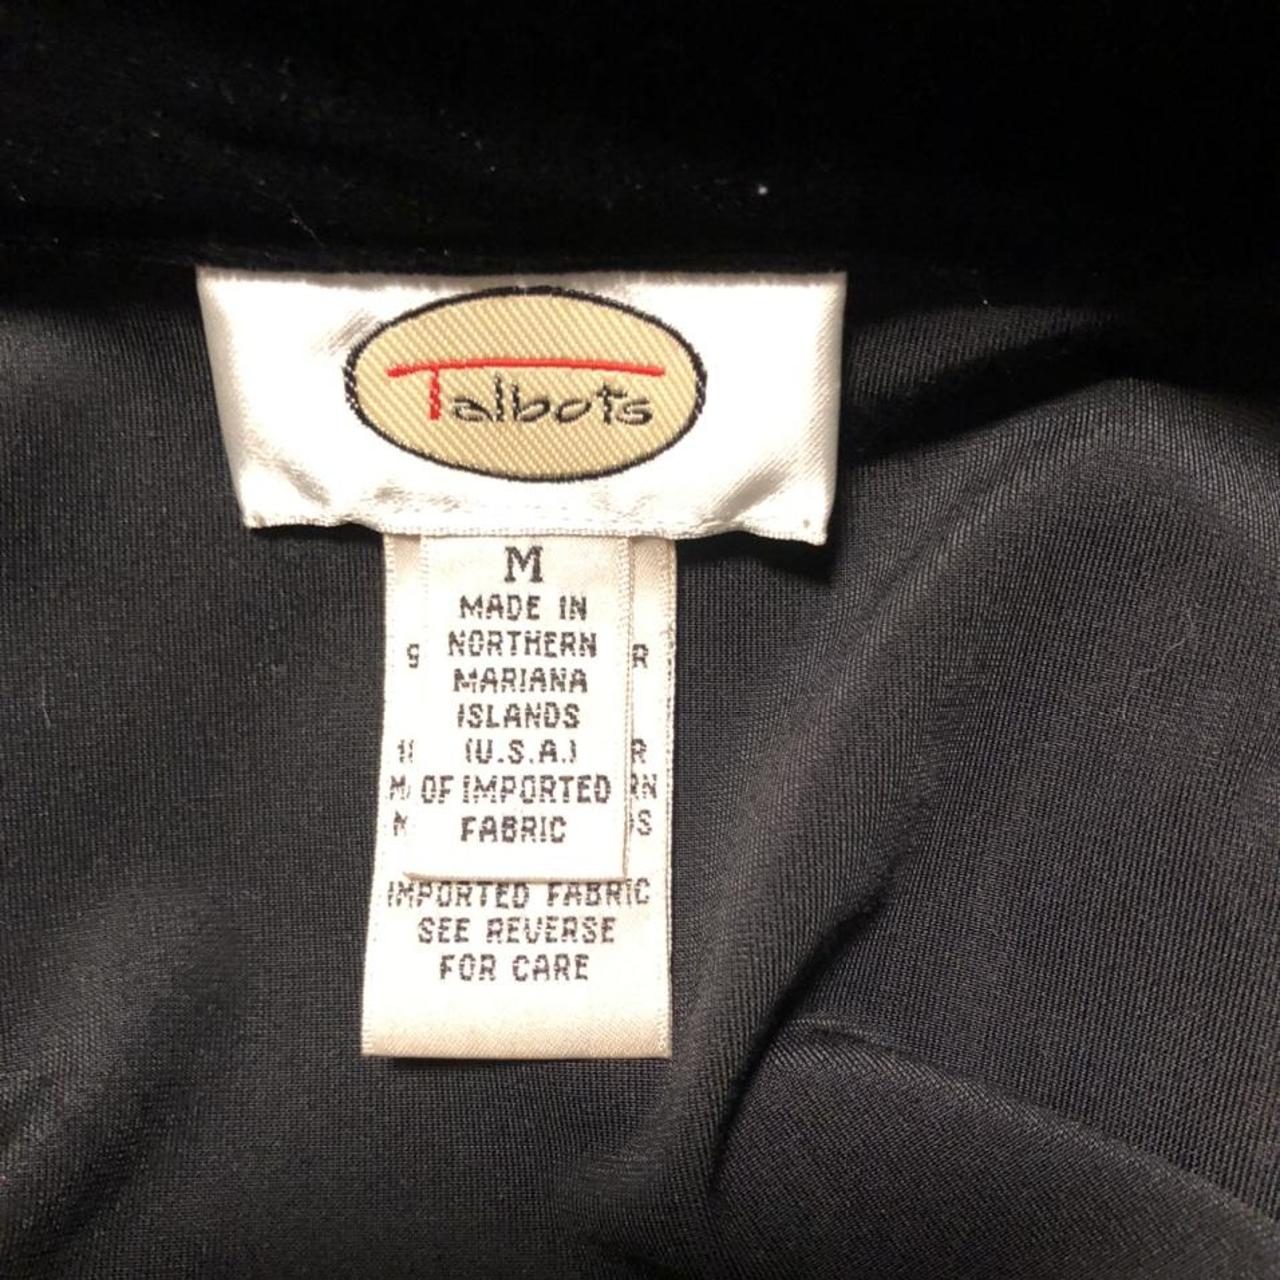 Talbots
M
MADE IN
NORTHERN
MARIANA
ISLANDS
(U.S.A.)
OF IMPORTED
FABRIC
IMPORTED FABRIC
SEE REVERSE
FOR CARE